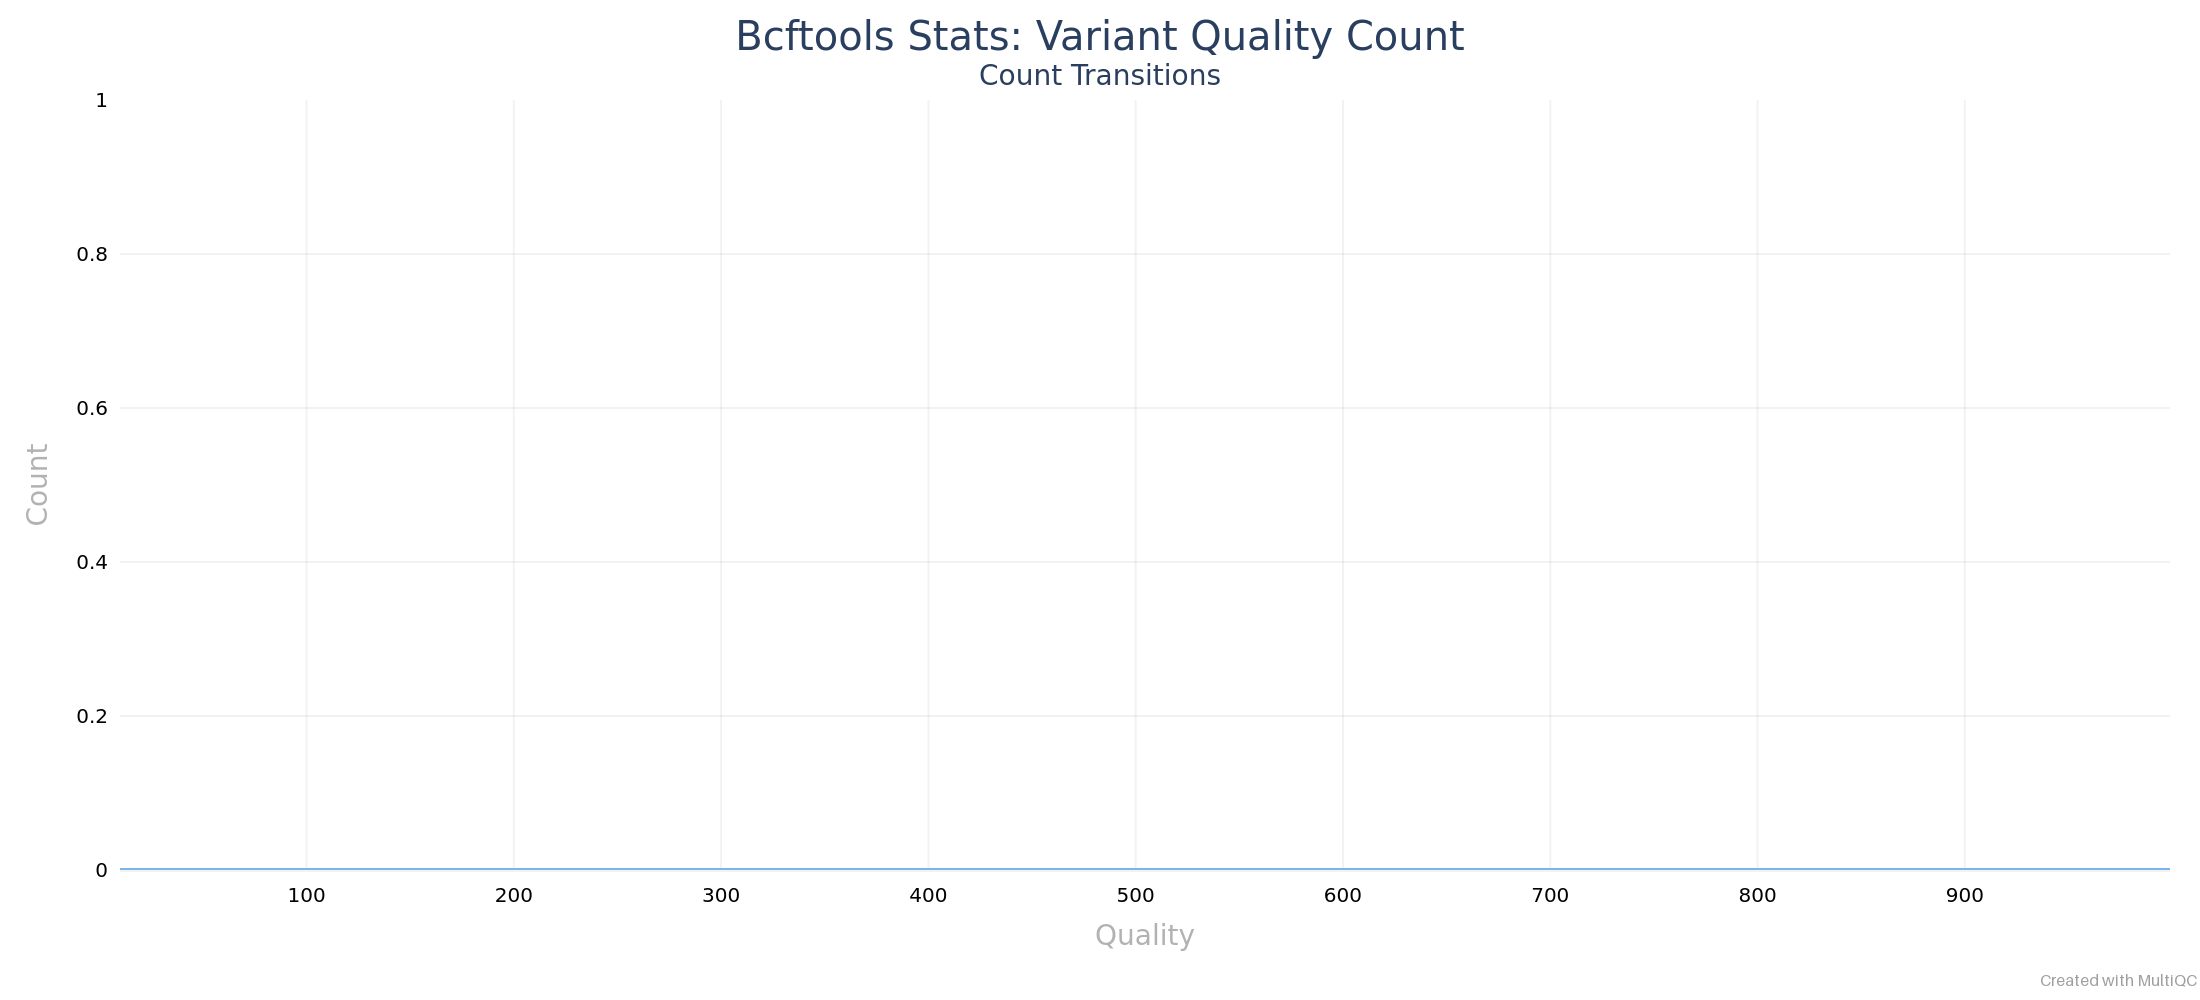 Bcftools Stats: Variant Quality Count
Count Transitions
1
0.8
0.6
0.4
0.2
0
Count
100 200 300 400 500 600 700 800 900
Quality
Created with MultiQC